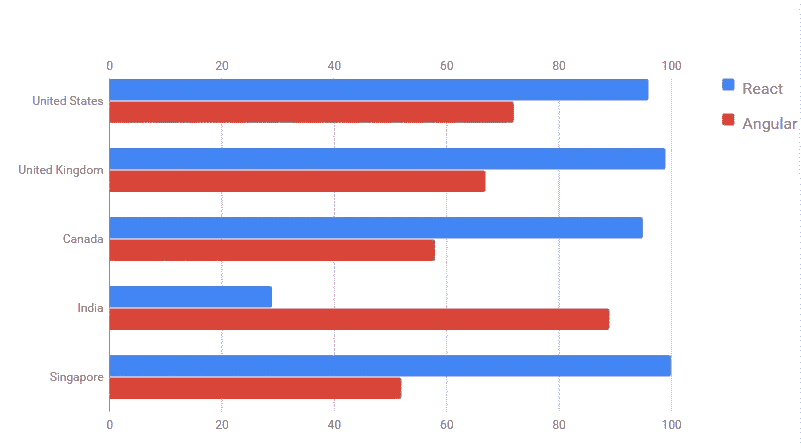 0 20 40 60 80 100
React
United States
Angular
United Kingdom
Canada
India
Singapore
0 20 40 60 80 100